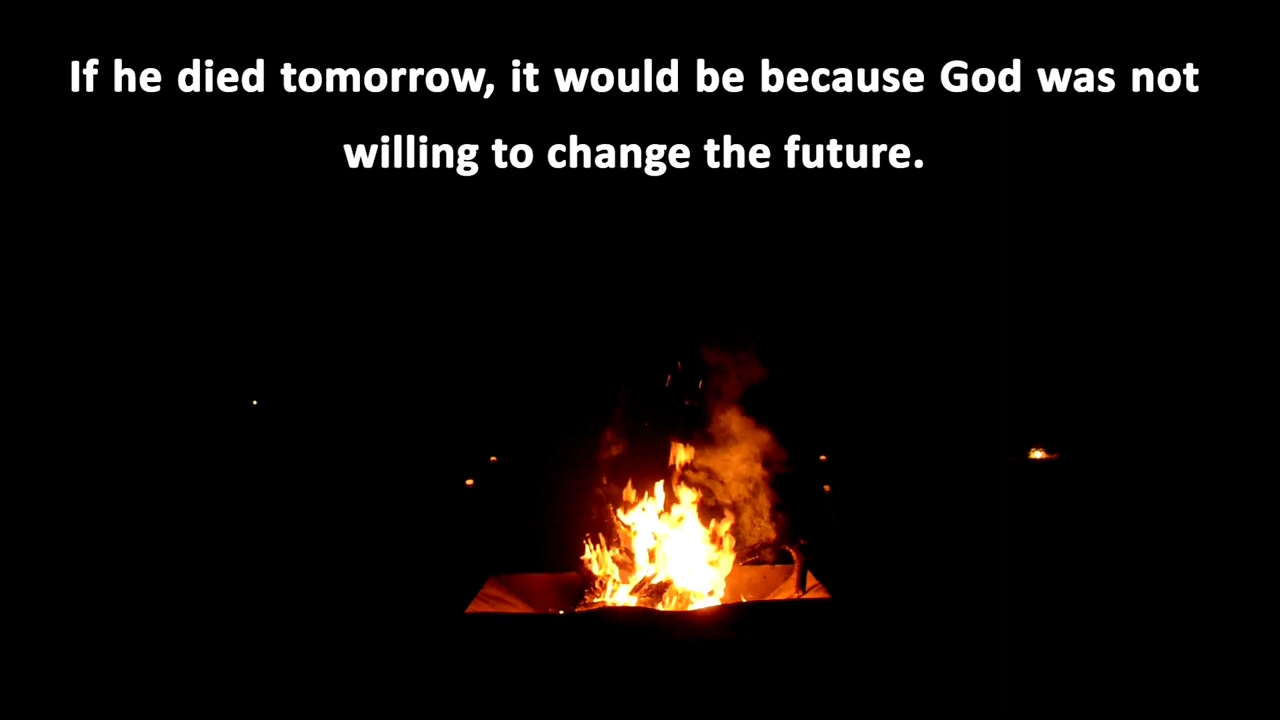 If he died tomorrow, it would be because God was not
willing to change the future.